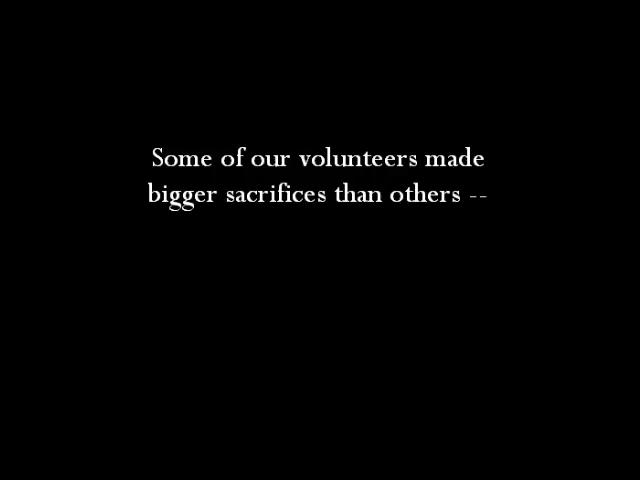 Some of our volunteers made
bigger sacrifices than others --